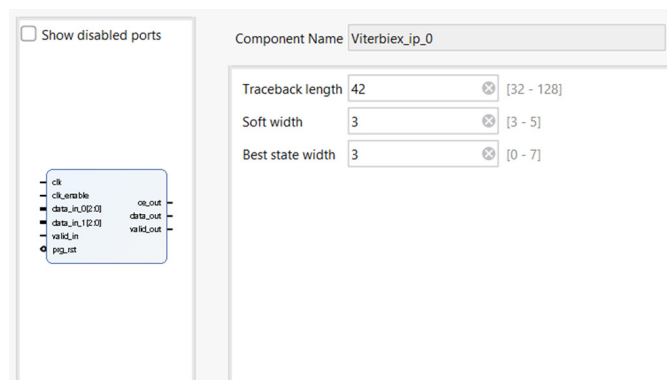 Show disabled ports
Component Name Viterbiex_ip_0
Traceback length 42 [32 - 128]
Soft width 3 [3 - 5]
Best state width 3 [0 - 7]
clk
clk_enable
data_in_0[2:0]
data_in_1[2:0]
valid_in
prg_rst
ce_out
data_out
valid_out